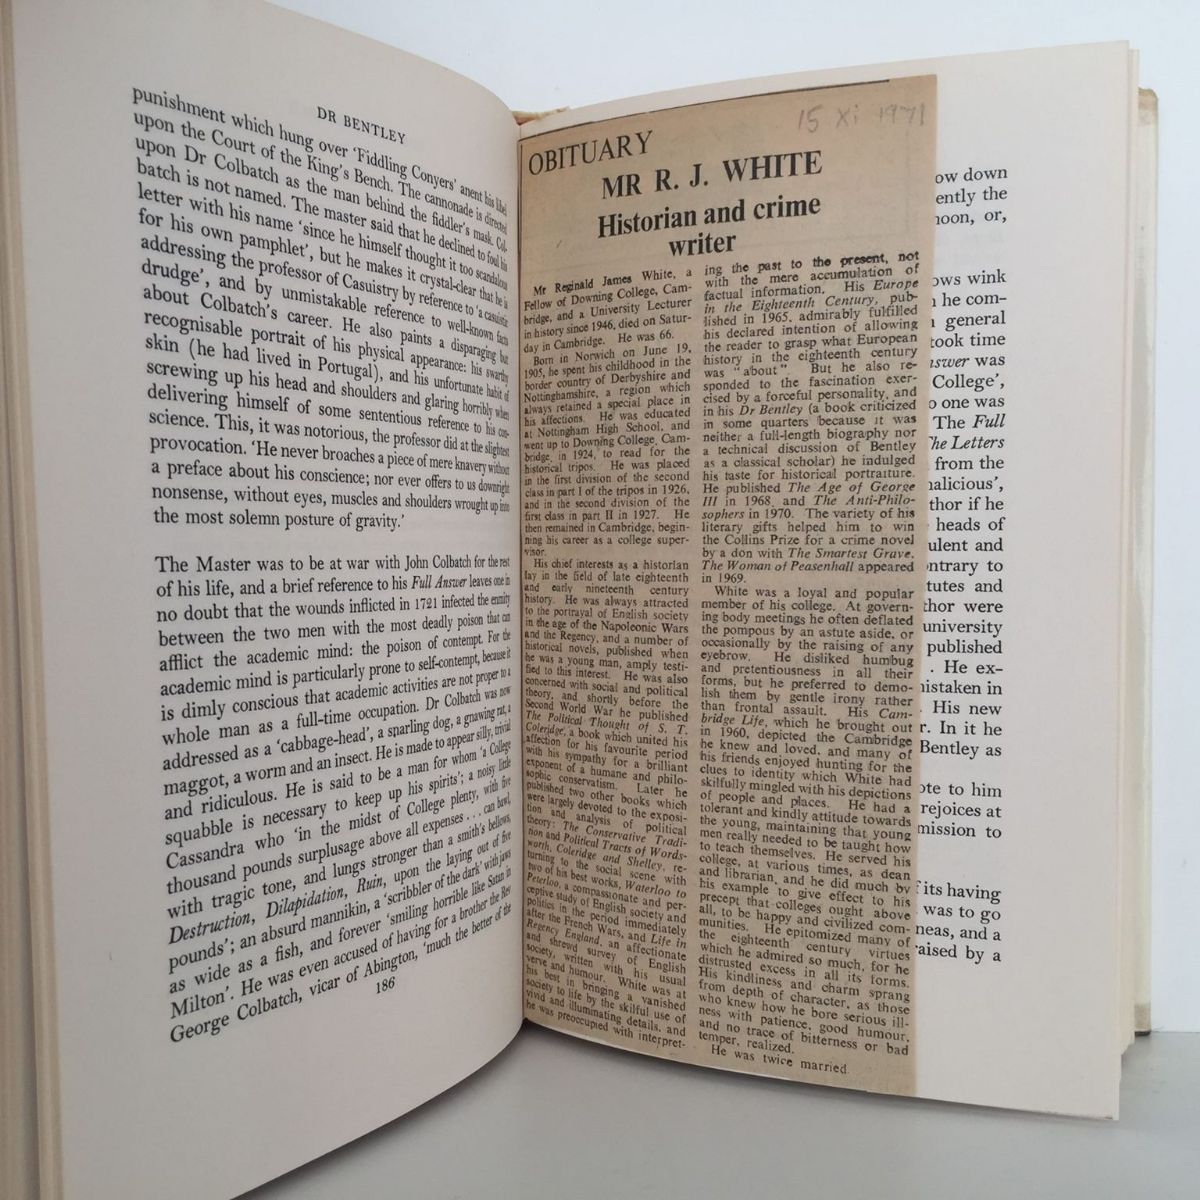 DR BENTLEY
punishment which hung over 'Fiddling Conyers' anent his libel
upon the Court of the King's Bench. The cannonade is directed
upon Dr Colbatch as the man behind the fiddler's mask. Col-
batch is not named. The master said that he declined to foul his
letter with his name 'since he himself thought it too scandalous
for his own pamphlet', but he makes it crystal-clear that he is
addressing the professor of Casuistry by reference to 'a casuistic
drudge', and by unmistakable reference to well-known facts
about Colbatch's career. He also paints a disparaging but
recognisable portrait of his physical appearance: his swarthy
skin (he had lived in Portugal), and his unfortunate habit of
screwing up his head and shoulders and glaring horribly when
delivering himself of some sententious reference to his con-
science. This, it was notorious, the professor did at the slightest
provocation. 'He never broaches a piece of mere knavery without
a preface about his conscience; nor ever offers to us downright
nonsense, without eyes, muscles and shoulders wrought up into
the most solemn posture of gravity.'
The Master was to be at war with John Colbatch for the rest
of his life, and a brief reference to his Full Answer leaves one in
no doubt that the wounds inflicted in 1721 infected the enmity
between the two men with the most deadly poison that can
afflict the academic mind: the poison of contempt. For the
academic mind is particularly prone to self-contempt, because it
is dimly conscious that academic activities are not proper to a
whole man as a full-time occupation. Dr Colbatch was now
addressed as a 'cabbage-head', a snarling dog, a gnawing rat, a
maggot, a worm and an insect. He is made to appear silly, trivial
and ridiculous. He is said to be a man for whom 'a College
squabble is necessary to keep up his spirits'; a noisy little
Cassandra who 'in the midst of College plenty, with five
thousand pounds surplusage above all expenses . . . can bawl,
with tragic tone, and lungs stronger than a smith's bellows,
Destruction, Dilapidation, Ruin, upon the laying out of five
pounds'; an absurd mannikin, a 'scribbler of the dark' with jaws
as wide as a fish, and forever 'smiling horrible like Satan in
Milton'. He was even accused of having for a brother the Rev
George Colbatch, vicar of Abington, 'much the better of the
186
15 XI 1971
OBITUARY
MR R. J. WHITE
Historian and crime
writer
Mr Reginald James White, a
Fellow of Downing College, Cam-
bridge, and a University Lecturer
in history since 1946, died on Satur-
day in Cambridge. He was 66.
Born in Norwich on June 19,
1905, he spent his childhood in the
border country of Derbyshire and
Nottinghamshire, a region which
always retained a special place in
his affections. He was educated
at Nottingham High School, and
went up to Downing College, Cam-
bridge, in 1924, to read for the
historical tripos. He was placed
in the first division of the second
class in part I of the tripos in 1926,
and in the second division of the
first class in part II in 1927. He
then remained in Cambridge, begin-
ning his career as a college super-
visor.
His chief interests as a historian
lay in the field of late eighteenth
and early nineteenth century
history. He was always attracted
to the portrayal of English society
in the age of the Napoleonic Wars
and the Regency, and a number of
historical novels, published when
he was a young man, amply testi-
fied to this interest. He was also
concerned with social and political
theory, and shortly before the
Second World War he published
The Political Thought of S. T.
Coleridge, a book which united his
affection for his favourite period
with his sympathy for a brilliant
exponent of a humane and philo-
sophic conservatism. Later he
published two other books which
were largely devoted to the exposi-
tion and analysis of political
theory: The Conservative Tradi-
tion and Political Tracts of Words-
worth, Coleridge and Shelley, re-
turning to the social scene with
two of his best works, Waterloo to
Peterloo, a compassionate and per-
ceptive study of English society and
politics in the period immediately
after the French Wars, and Life in
Regency England, an affectionate
and shrewd survey of English
society, written with his usual
verve and humour. White was at
his best in bringing a vanished
society to life by the skilful use of
vivid and illuminating details, and
he was preoccupied with interpret-
ing the past to the present, not
with the mere accumulation of
factual information. His Europe
in the Eighteenth Century, pub-
lished in 1965, admirably fulfilled
his declared intention of allowing
the reader to grasp what European
history in the eighteenth century
was "about". But he also re-
sponded to the fascination exer-
cised by a forceful personality, and
in his Dr Bentley (a book criticized
in some quarters because it was
neither a full-length biography nor
a technical discussion of Bentley
as a classical scholar) he indulged
his taste for historical portraiture.
He published The Age of George
III in 1968, and The Anti-Philo-
sophers in 1970. The variety of his
literary gifts helped him to win
the Collins Prize for a crime novel
by a don with The Smartest Grave.
The Woman of Peasenhall appeared
in 1969.
White was a loyal and popular
member of his college. At govern-
ing body meetings he often deflated
the pompous by an astute aside, or
occasionally by the raising of any
eyebrow. He disliked humbug
and pretentiousness in all their
forms, but he preferred to demo-
lish them by gentle irony rather
than frontal assault. His Cam-
bridge Life, which he brought out
in 1960, depicted the Cambridge
he knew and loved, and many of
his friends enjoyed hunting for the
clues to identity which White had
skilfully mingled with his depictions
of people and places. He had a
tolerant and kindly attitude towards
the young, maintaining that young
men really needed to be taught how
to teach themselves. He served his
college, at various times, as dean
and librarian, and he did much by
his example to give effect to his
precept that colleges ought above
all, to be happy and civilized com-
munities. He epitomized many of
the eighteenth century virtues
which he admired so much, for he
distrusted excess in all its forms.
His kindliness and charm sprang
from depth of character, as those
who knew how he bore serious ill-
ness with patience, good humour,
and no trace of bitterness or bad
temper, realized.
He was twice married.
ow down
ently the
noon, or,
ows wink
he com-
general
took time
Answer was
College',
o one was
The Full
The Letters
from the
malicious',
thor if he
heads of
ulent and
ontrary to
tutes and
thor were
university
published
. He ex-
mistaken in
His new
r. In it he
Bentley as
ote to him
rejoices at
mission to
f its having
was to go
neas, and a
raised by a